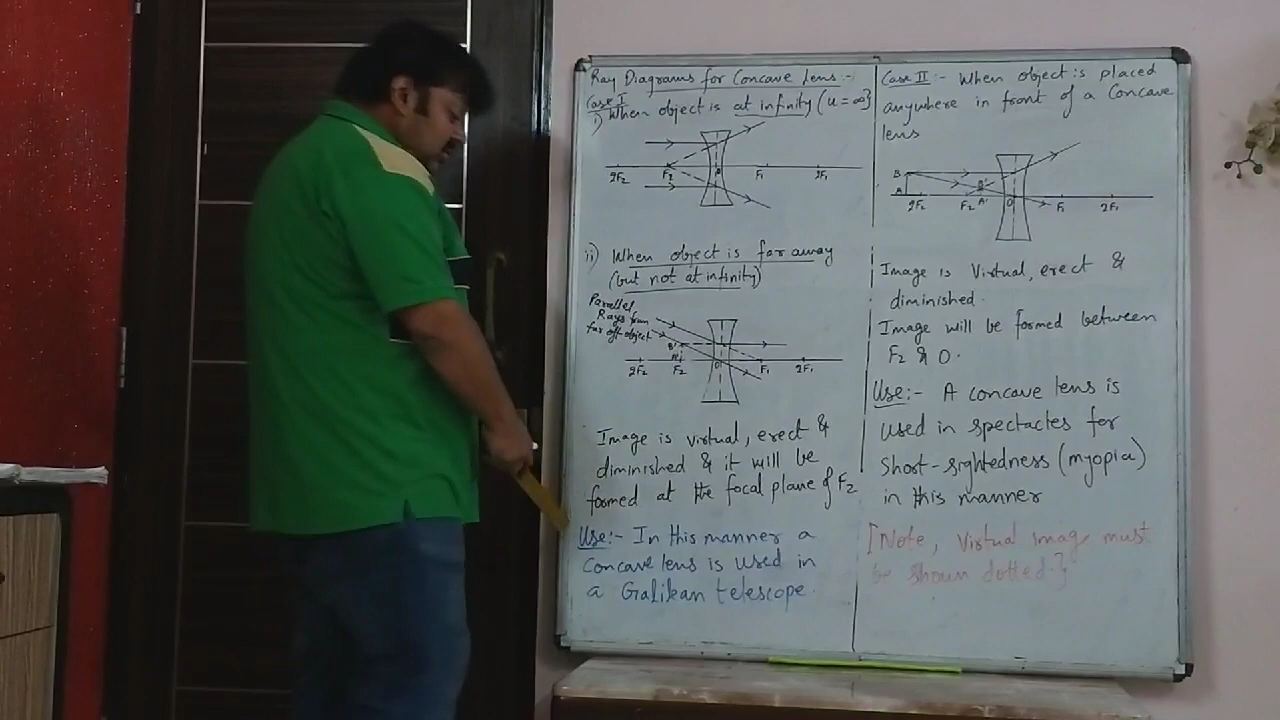 Ray Diagrams for Concave Lens:-
Case I
i) When object is at infinity (u = ∞)
2F₂ F₂ O F₁ 2F₁
ii) When object is far away
(but not at infinity)
Parallel
Rays from
far off object
B'
A'
2F₂ F₂ O F₁ 2F₁
Image is virtual, erect &
diminished & it will be
formed at the focal plane of F₂
Use:- In this manner a
Concave lens is used in
a Galilean telescope.
Case II:- When object is placed
anywhere in front of a Concave
lens
B
B'
A
2F₂ F₂ A' O F₁ 2F₁
Image is Virtual, erect &
diminished.
Image will be formed between
F₂ & O.
Use:- A concave lens is
used in spectacles for
Short-sightedness (myopia)
in this manner
[Note, Virtual image must
be shown dotted.]